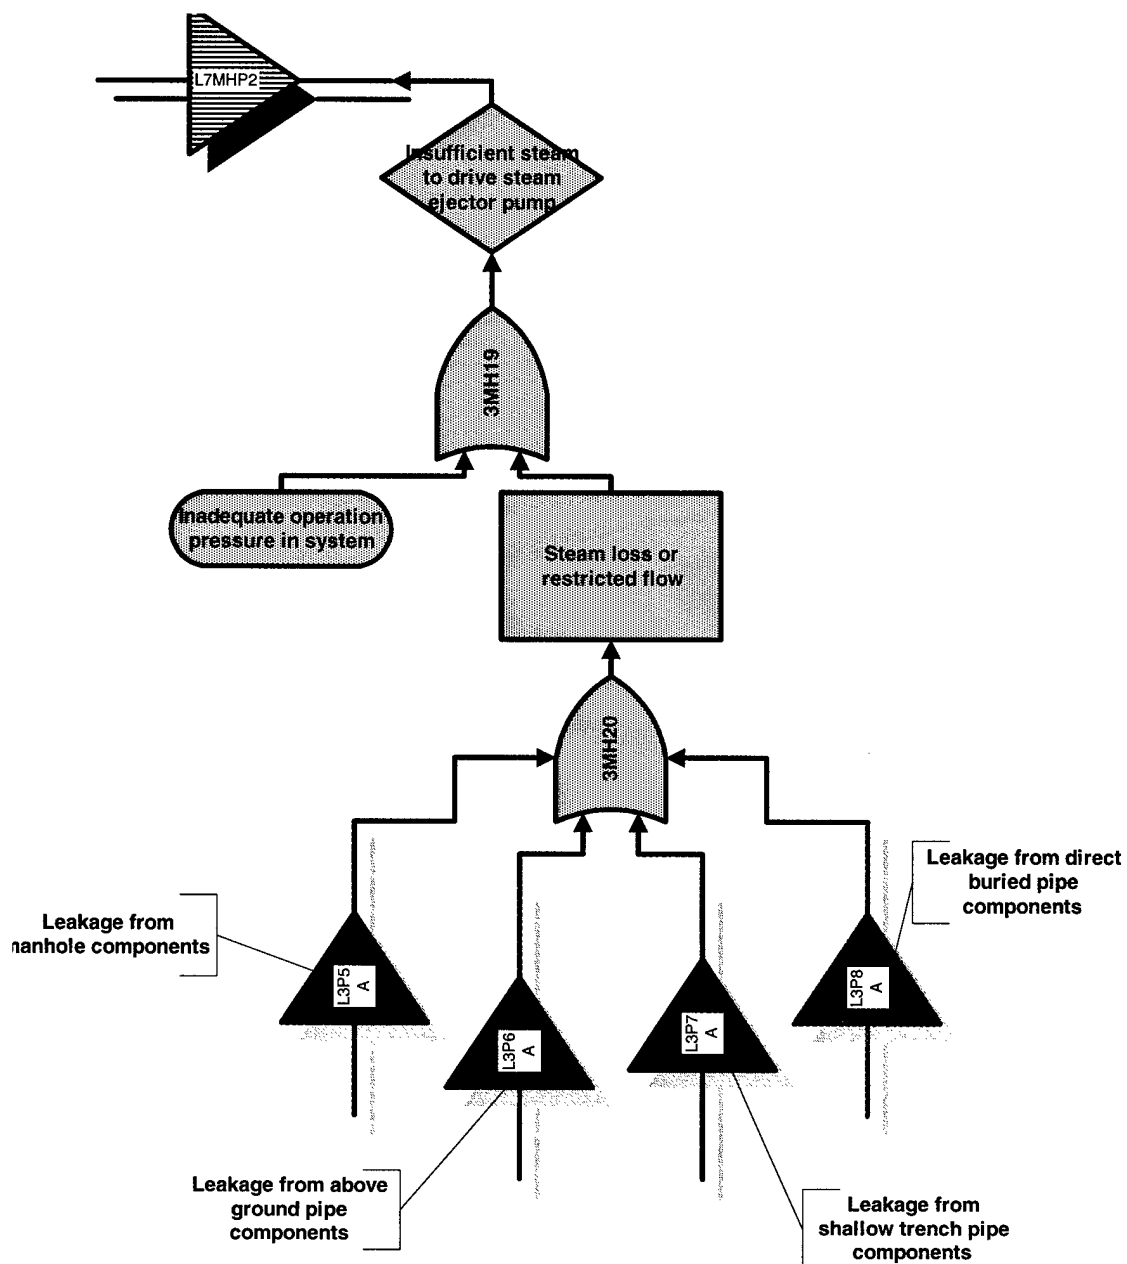 L7MHP2
Insufficient steam
to drive steam
ejector pump
3MH19
Inadequate operation
pressure in system
Steam loss or
restricted flow
3MH20
Leakage from direct
buried pipe
components
Leakage from
manhole components
L3P5
A
L3P6
A
L3P7
A
L3P8
A
Leakage from above
ground pipe
components
Leakage from
shallow trench pipe
components